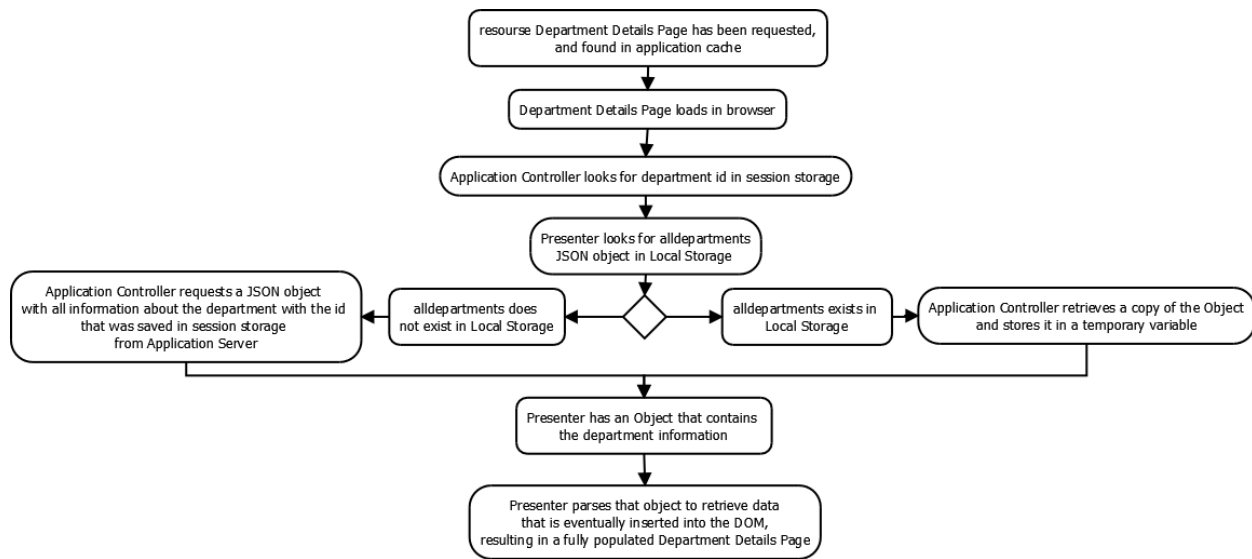 resourse Department Details Page has been requested,
and found in application cache
Department Details Page loads in browser
Application Controller looks for department id in session storage
Presenter looks for alldepartments
JSON object in Local Storage
Application Controller requests a JSON object
with all information about the department with the id
that was saved in session storage
from Application Server
alldepartments does
not exist in Local Storage
alldepartments exists in
Local Storage
Application Controller retrieves a copy of the Object
and stores it in a temporary variable
Presenter has an Object that contains
the department information
Presenter parses that object to retrieve data
that is eventually inserted into the DOM,
resulting in a fully populated Department Details Page